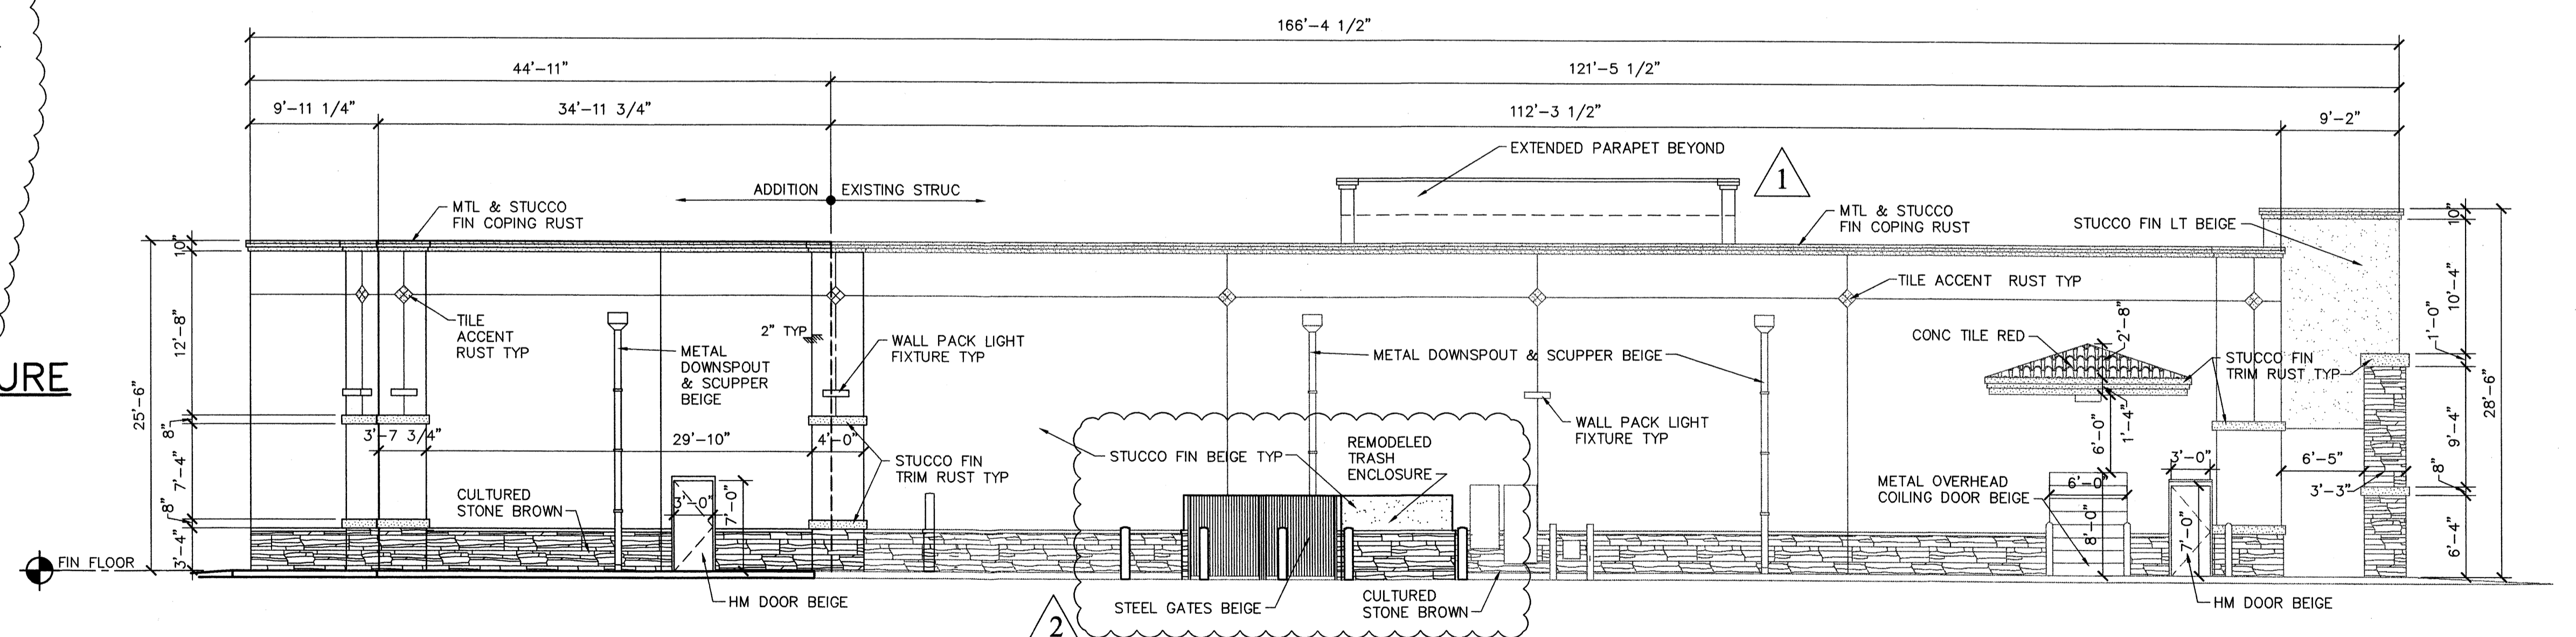 166'-4 1/2"
44'-11"
121'-5 1/2"
9'-11 1/4"
34'-11 3/4"
112'-3 1/2"
9'-2"
EXTENDED PARAPET BEYOND
1
ADDITION
EXISTING STRUC
MTL & STUCCO
FIN COPING RUST
MTL & STUCCO
FIN COPING RUST
STUCCO FIN LT BEIGE
10"
10"
TILE ACCENT  RUST TYP
TILE
ACCENT
RUST TYP
2" TYP
WALL PACK LIGHT
FIXTURE TYP
METAL
DOWNSPOUT
& SCUPPER
BEIGE
METAL DOWNSPOUT & SCUPPER BEIGE
CONC TILE RED
2'-8"
STUCCO FIN
TRIM RUST TYP
10'-4"
1'-0"
12'-8"
25'-6"
28'-6"
URE
8"
3'-7 3/4"
29'-10"
4'-0"
WALL PACK LIGHT
FIXTURE TYP
1'-4"
6'-0"
9'-4"
REMODELED
TRASH
ENCLOSURE
STUCCO FIN BEIGE TYP
STUCCO FIN
TRIM RUST TYP
7'-4"
CULTURED
STONE BROWN
3'-0"
7'-0"
METAL OVERHEAD
COILING DOOR BEIGE
6'-0"
8'-0"
3'-0"
7'-0"
6'-5"
3'-3"
8"
8"
3'-4"
6'-4"
FIN FLOOR
HM DOOR BEIGE
STEEL GATES BEIGE
CULTURED
STONE BROWN
HM DOOR BEIGE
2